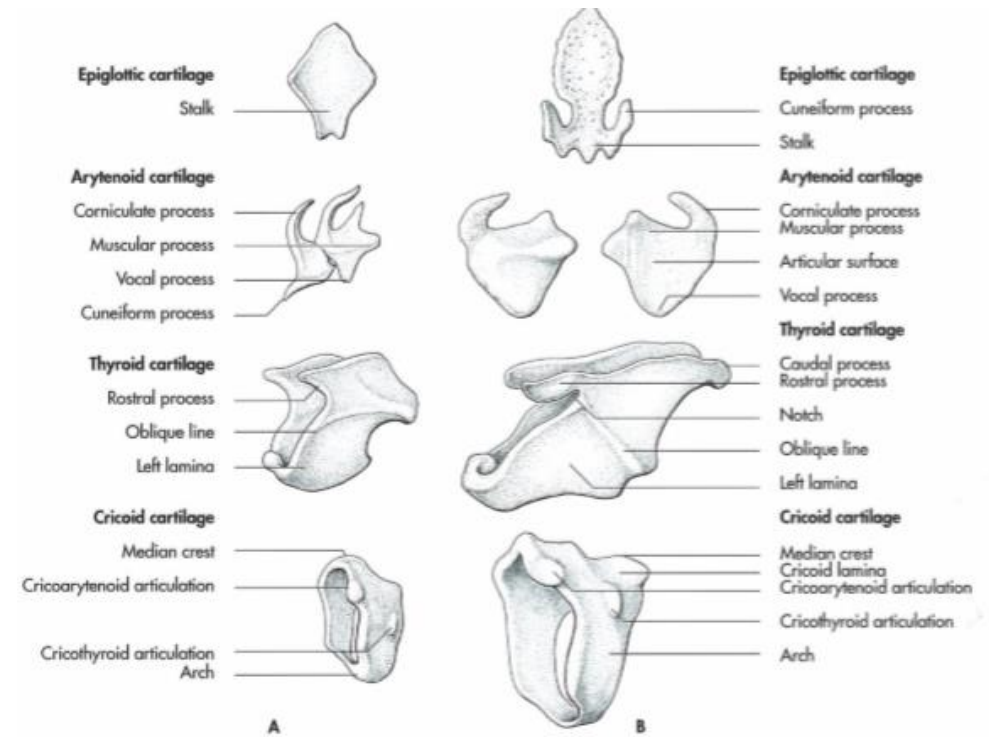 Epiglottic cartilage
Stalk
Arytenoid cartilage
Corniculate process
Muscular process
Vocal process
Cuneiform process
Thyroid cartilage
Rostral process
Oblique line
Left lamina
Cricoid cartilage
Median crest
Cricoarytenoid articulation
Cricothyroid articulation
Arch
A
Epiglottic cartilage
Cuneiform process
Stalk
Arytenoid cartilage
Corniculate process
Muscular process
Articular surface
Vocal process
Thyroid cartilage
Caudal process
Rostral process
Notch
Oblique line
Left lamina
Cricoid cartilage
Median crest
Cricoid lamina
Cricoarytenoid articulation
Cricothyroid articulation
Arch
B